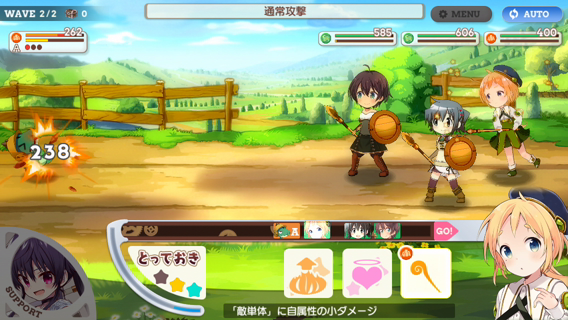 WAVE 2/2 0
通常攻撃
MENU
AUTO
262
A
585
606
400
238
A
GO!
とっておき
SUPPORT
「敵単体」に自属性の小ダメージ